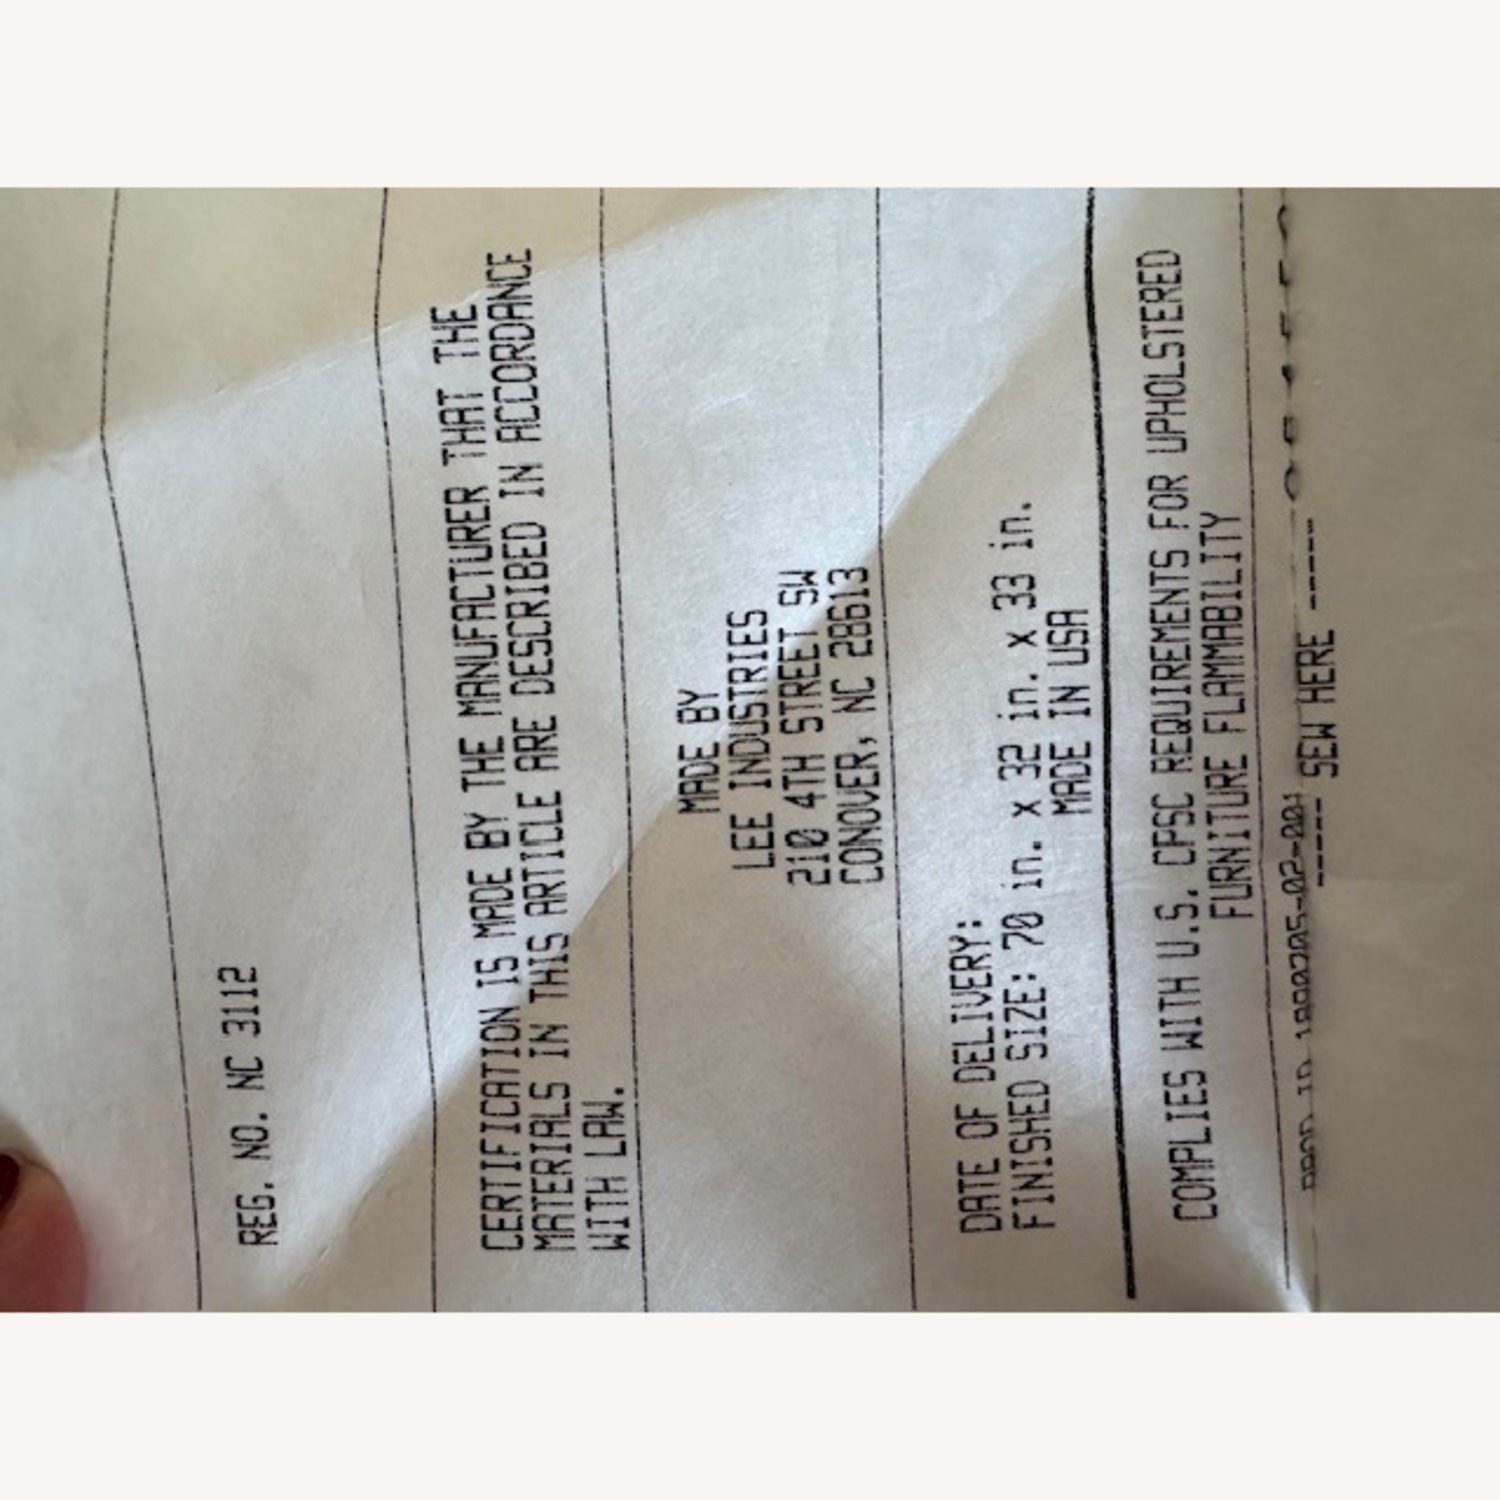 REG. NO. NC 3112
CERTIFICATION IS MADE BY THE MANUFACTURER THAT THE
MATERIALS IN THIS ARTICLE ARE DESCRIBED IN ACCORDANCE
WITH LAW.
MADE BY
LEE INDUSTRIES
210 4TH STREET SW
CONOVER, NC 28613
DATE OF DELIVERY:
FINISHED SIZE: 70 in. x 32 in. x 33 in.
MADE IN USA
COMPLIES WITH U.S. CPSC REQUIREMENTS FOR UPHOLSTERED
FURNITURE FLAMMABILITY
PROD ID
----- SEW HERE -----